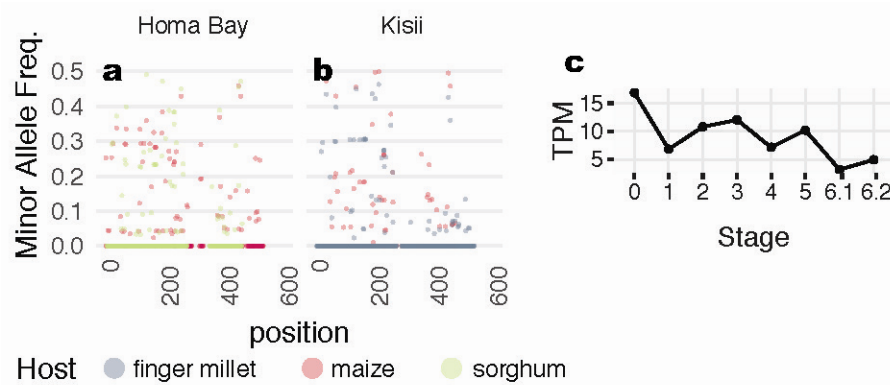 Homa Bay Kisii
a b c
Minor Allele Freq.
0.5
0.4
0.3
0.2
0.1
0.0
0 200 400 600 0 200 400 600
position
TPM
15
10
5
0 1 2 3 4 5 6.1 6.2
Stage
Host finger millet maize sorghum